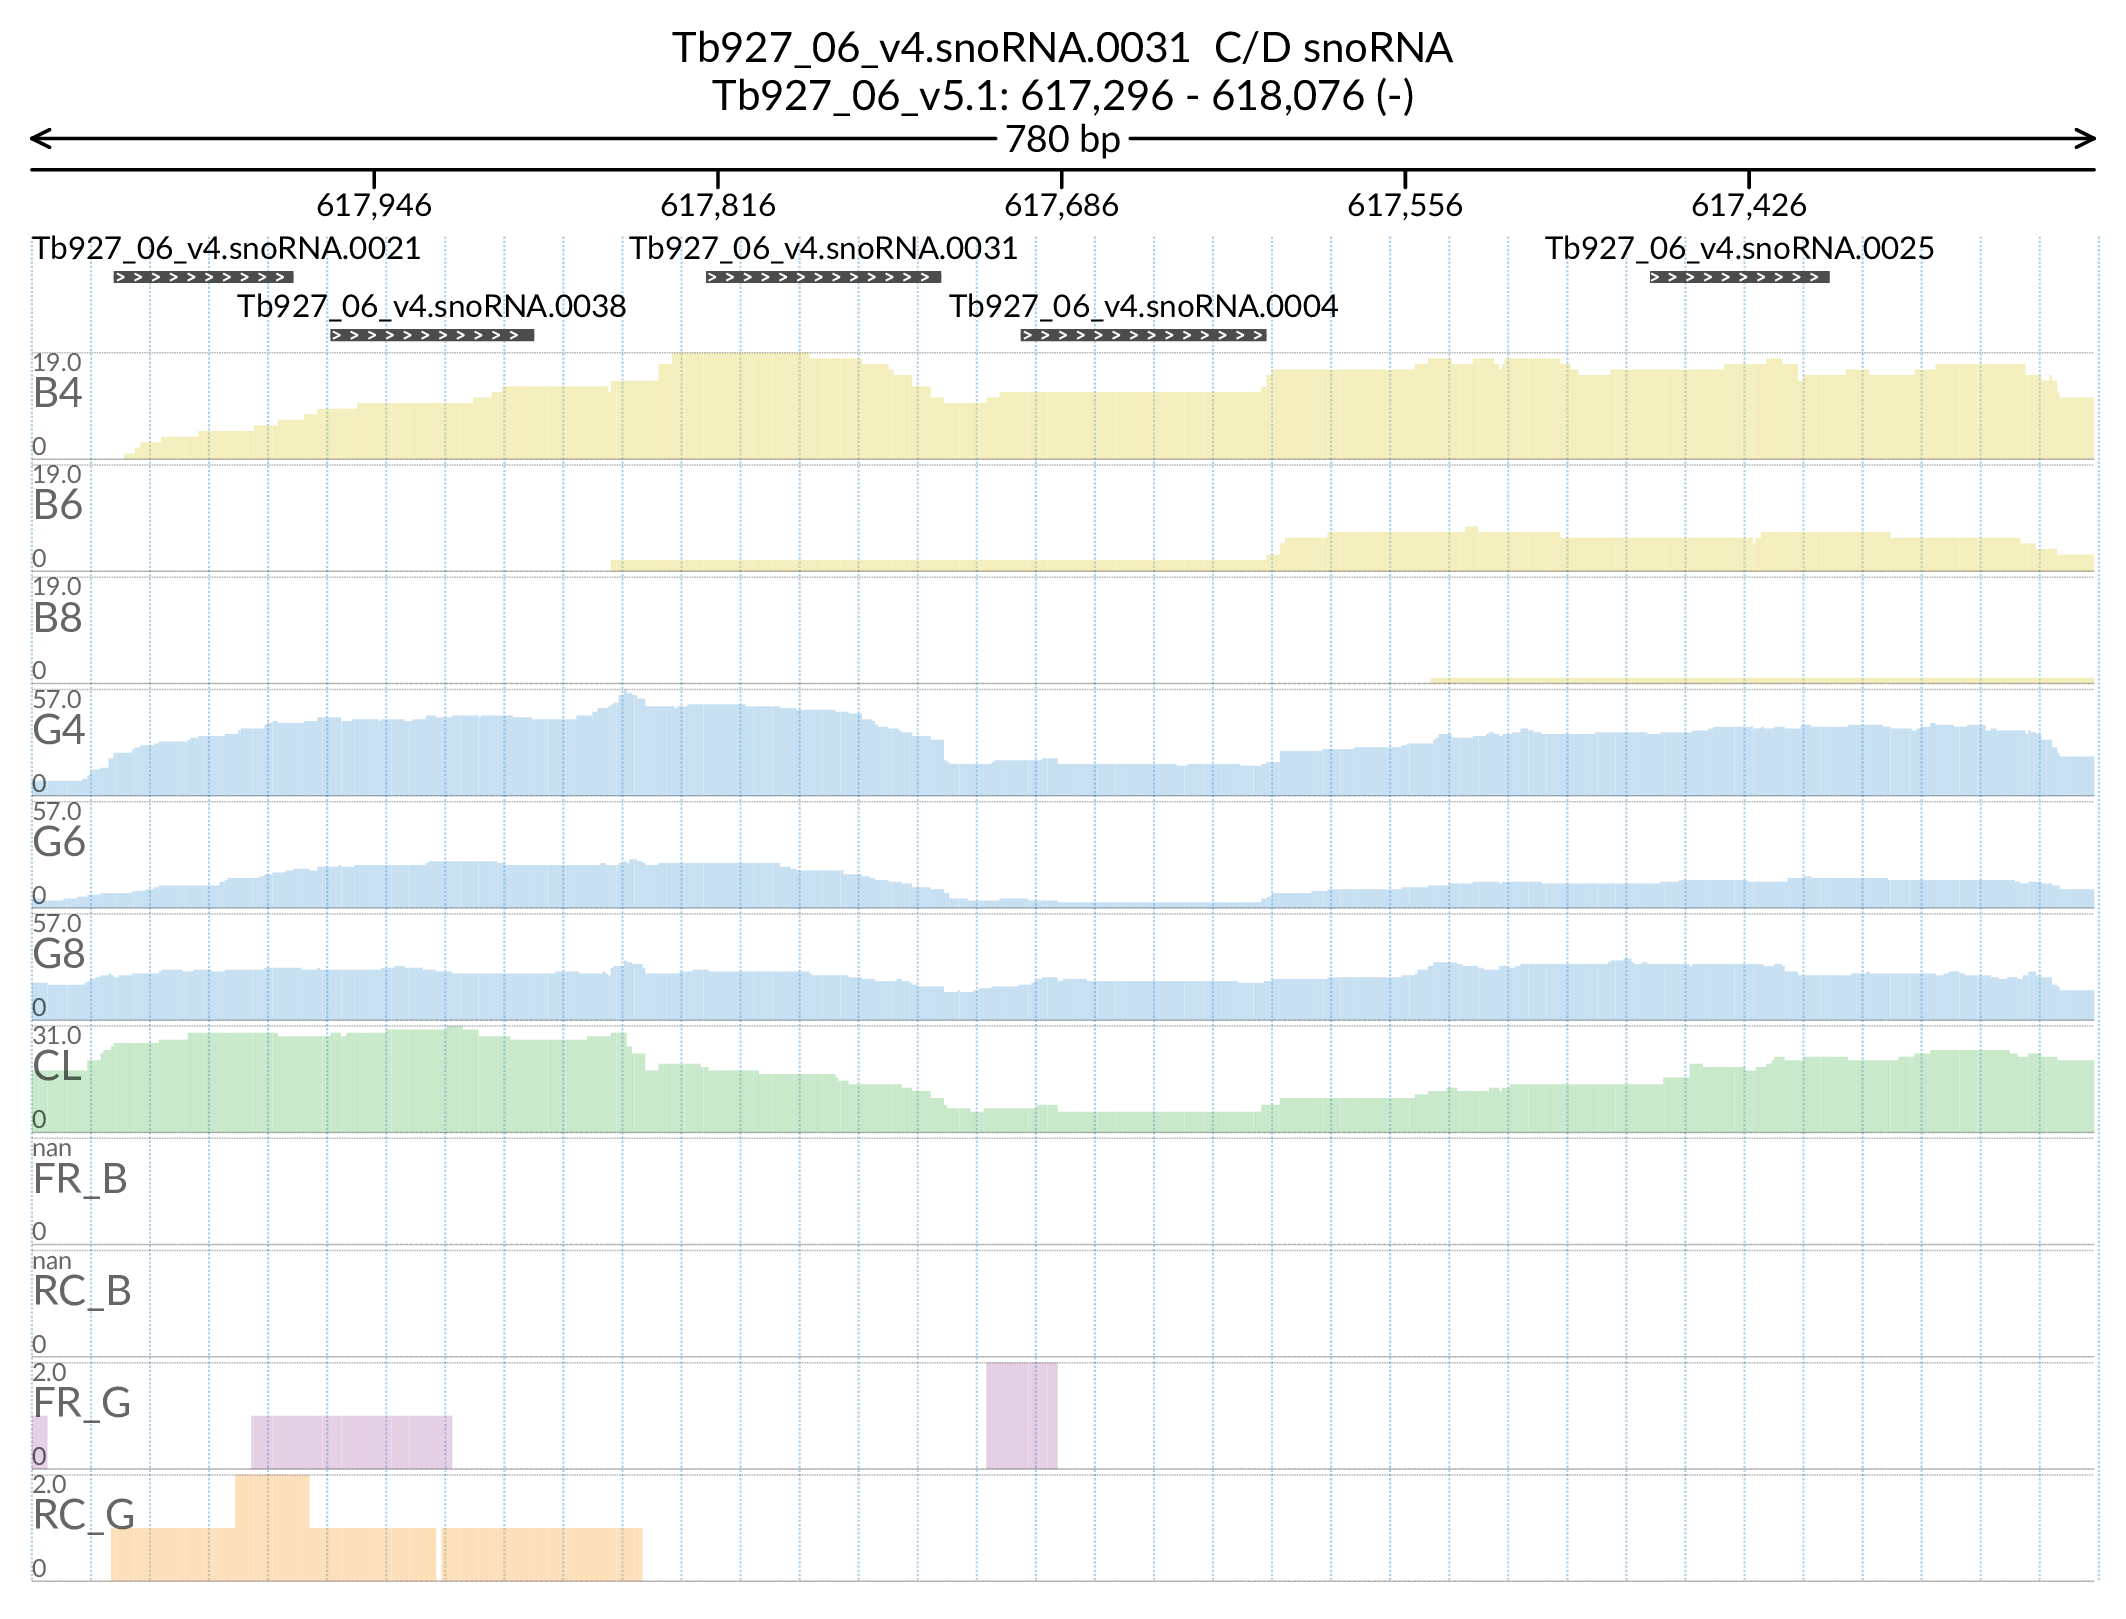 Tb927_06_v4.snoRNA.0031 C/D snoRNA
Tb927_06_v5.1: 617,296 - 618,076 (-)
780 bp
617,946 617,816 617,686 617,556 617,426
Tb927_06_v4.snoRNA.0021 Tb927_06_v4.snoRNA.0031 Tb927_06_v4.snoRNA.0025
Tb927_06_v4.snoRNA.0038 Tb927_06_v4.snoRNA.0004
19.0
B4
0
19.0
B6
0
19.0
B8
0
57.0
G4
0
57.0
G6
0
57.0
G8
0
31.0
CL
0
nan
FR_B
0
nan
RC_B
0
2.0
FR_G
0
2.0
RC_G
0